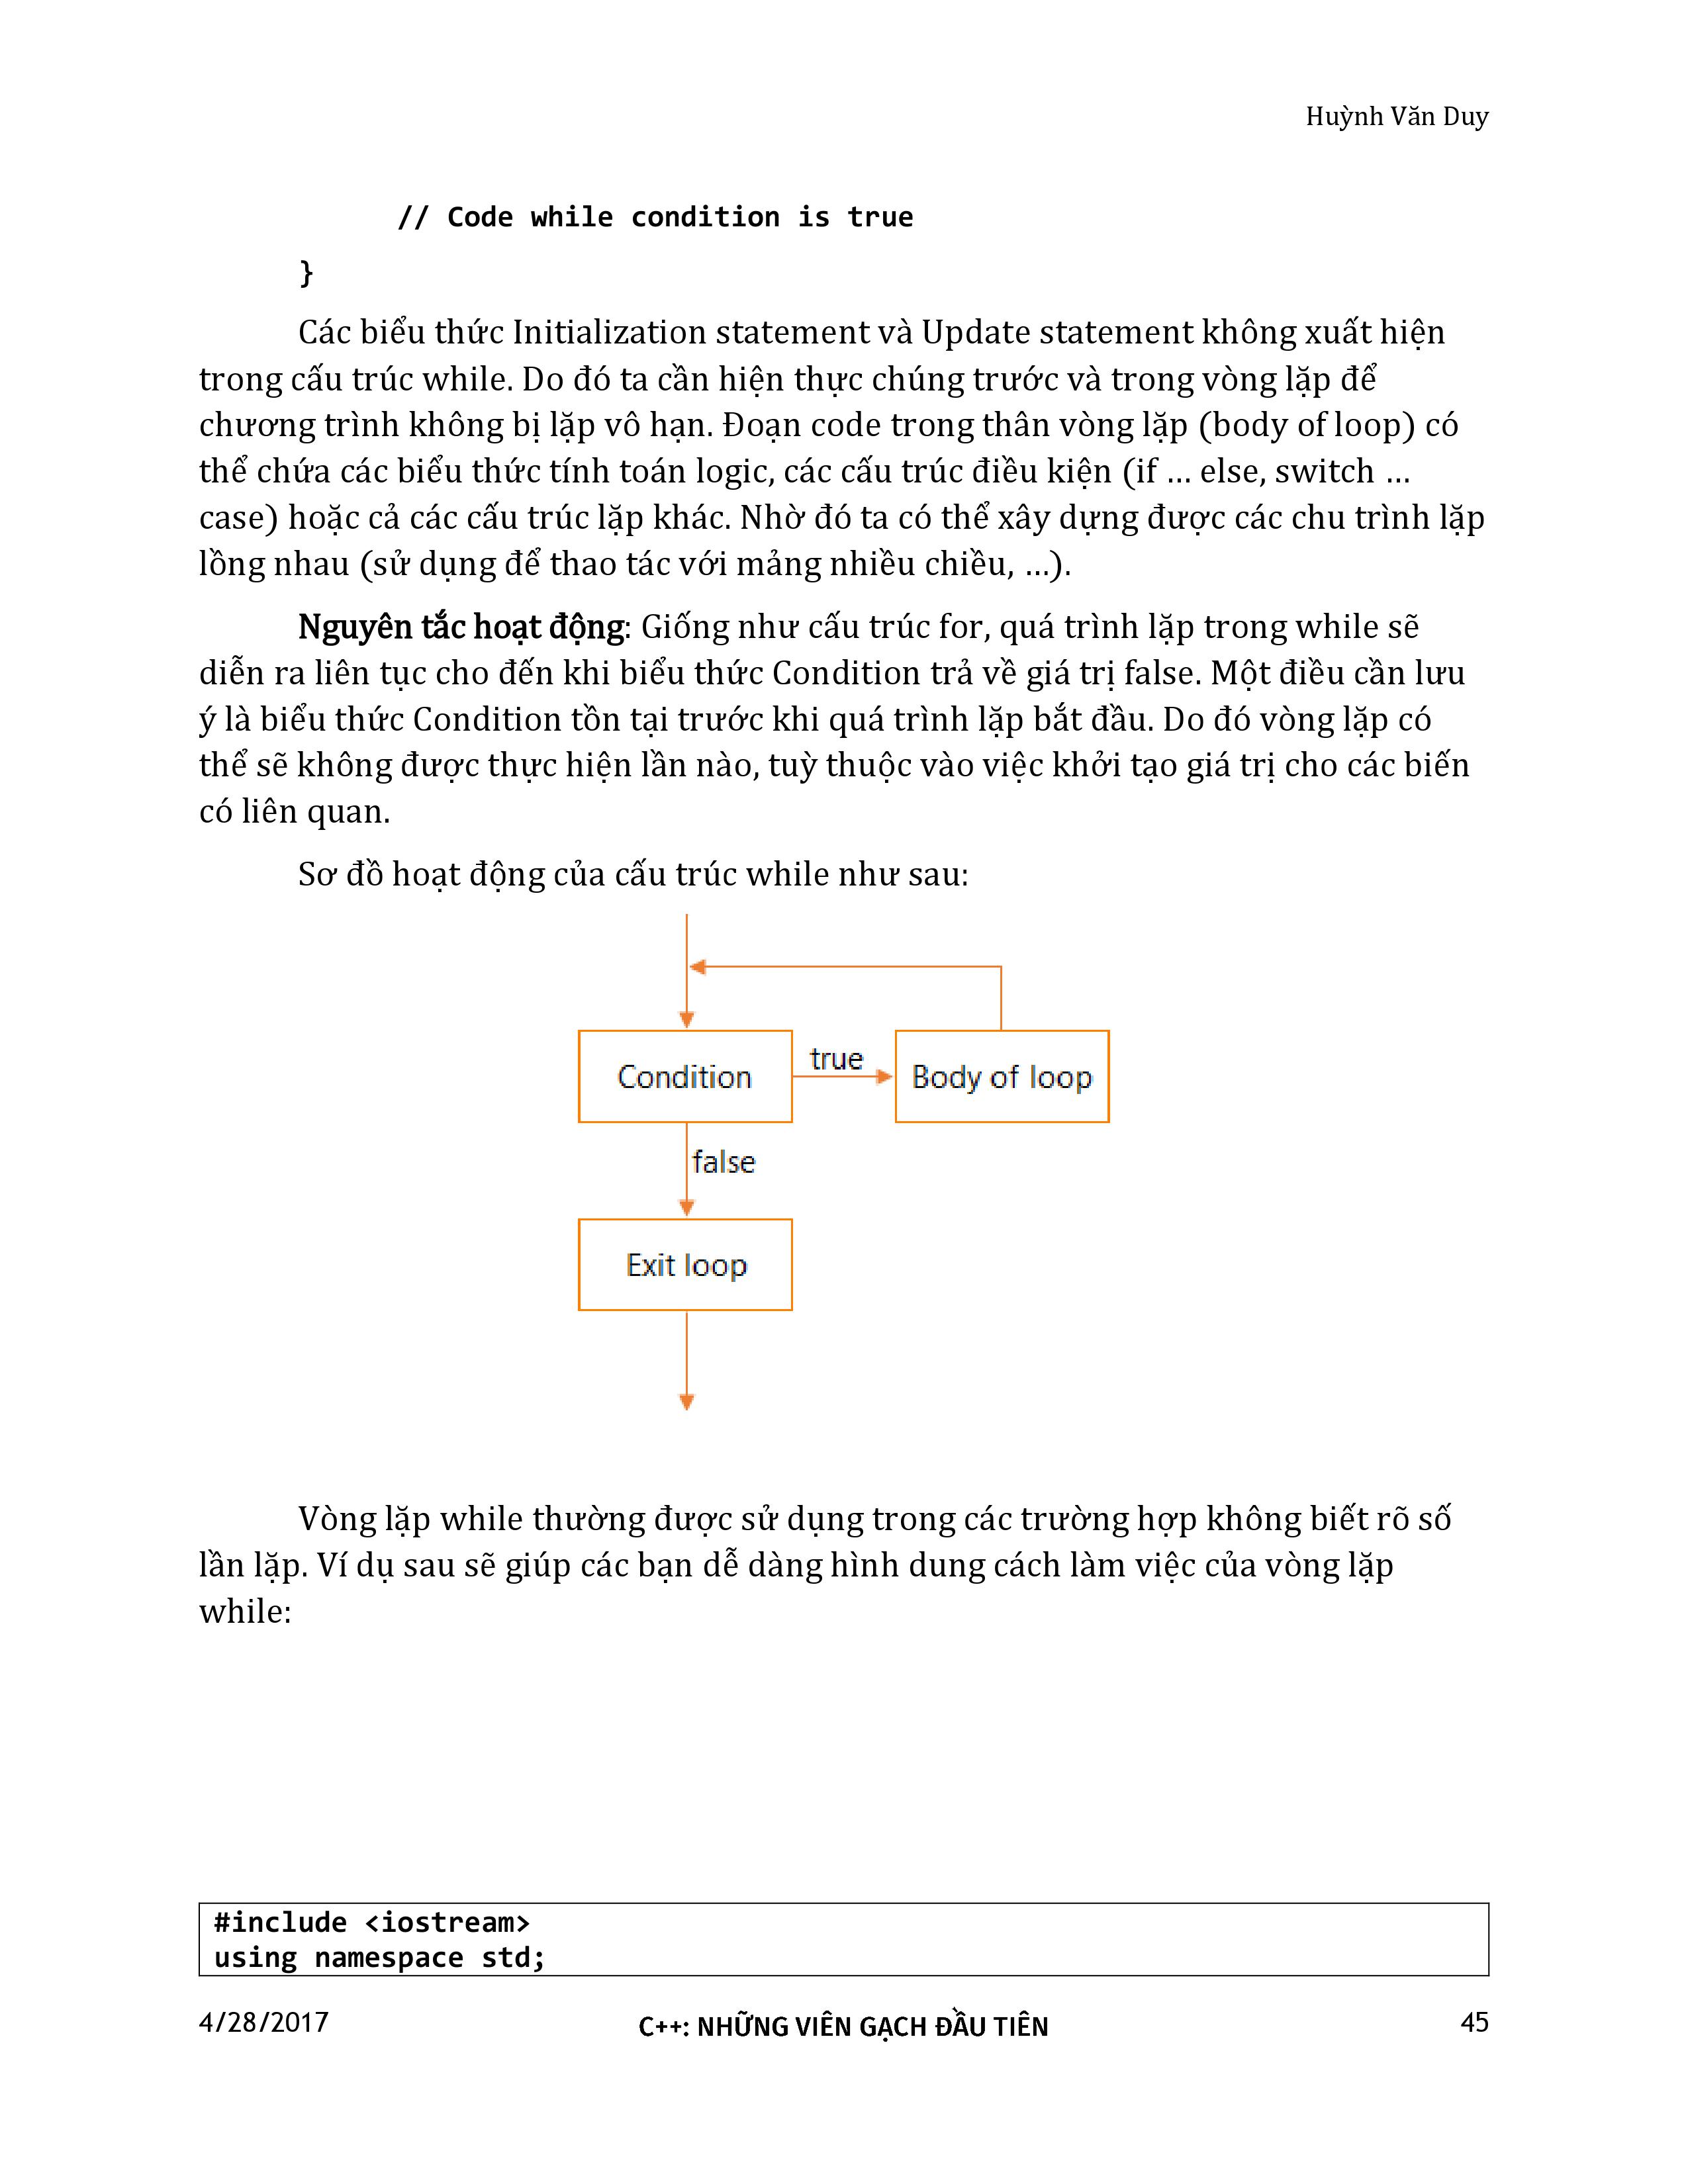 Huỳnh Văn Duy
// Code while condition is true
}
Các biểu thức Initialization statement và Update statement không xuất hiện
trong cấu trúc while. Do đó ta cần hiện thực chúng trước và trong vòng lặp để
chương trình không bị lặp vô hạn. Đoạn code trong thân vòng lặp (body of loop) có
thể chứa các biểu thức tính toán logic, các cấu trúc điều kiện (if … else, switch …
case) hoặc cả các cấu trúc lặp khác. Nhờ đó ta có thể xây dựng được các chu trình lặp
lồng nhau (sử dụng để thao tác với mảng nhiều chiều, …).
Nguyên tắc hoạt động: Giống như cấu trúc for, quá trình lặp trong while sẽ
diễn ra liên tục cho đến khi biểu thức Condition trả về giá trị false. Một điều cần lưu
ý là biểu thức Condition tồn tại trước khi quá trình lặp bắt đầu. Do đó vòng lặp có
thể sẽ không được thực hiện lần nào, tuỳ thuộc vào việc khởi tạo giá trị cho các biến
có liên quan.
Sơ đồ hoạt động của cấu trúc while như sau:
Condition
true
Body of loop
false
Exit loop
Vòng lặp while thường được sử dụng trong các trường hợp không biết rõ số
lần lặp. Ví dụ sau sẽ giúp các bạn dễ dàng hình dung cách làm việc của vòng lặp
while:
#include <iostream>
using namespace std;
4/28/2017
C++: NHỮNG VIÊN GẠCH ĐẦU TIÊN
45